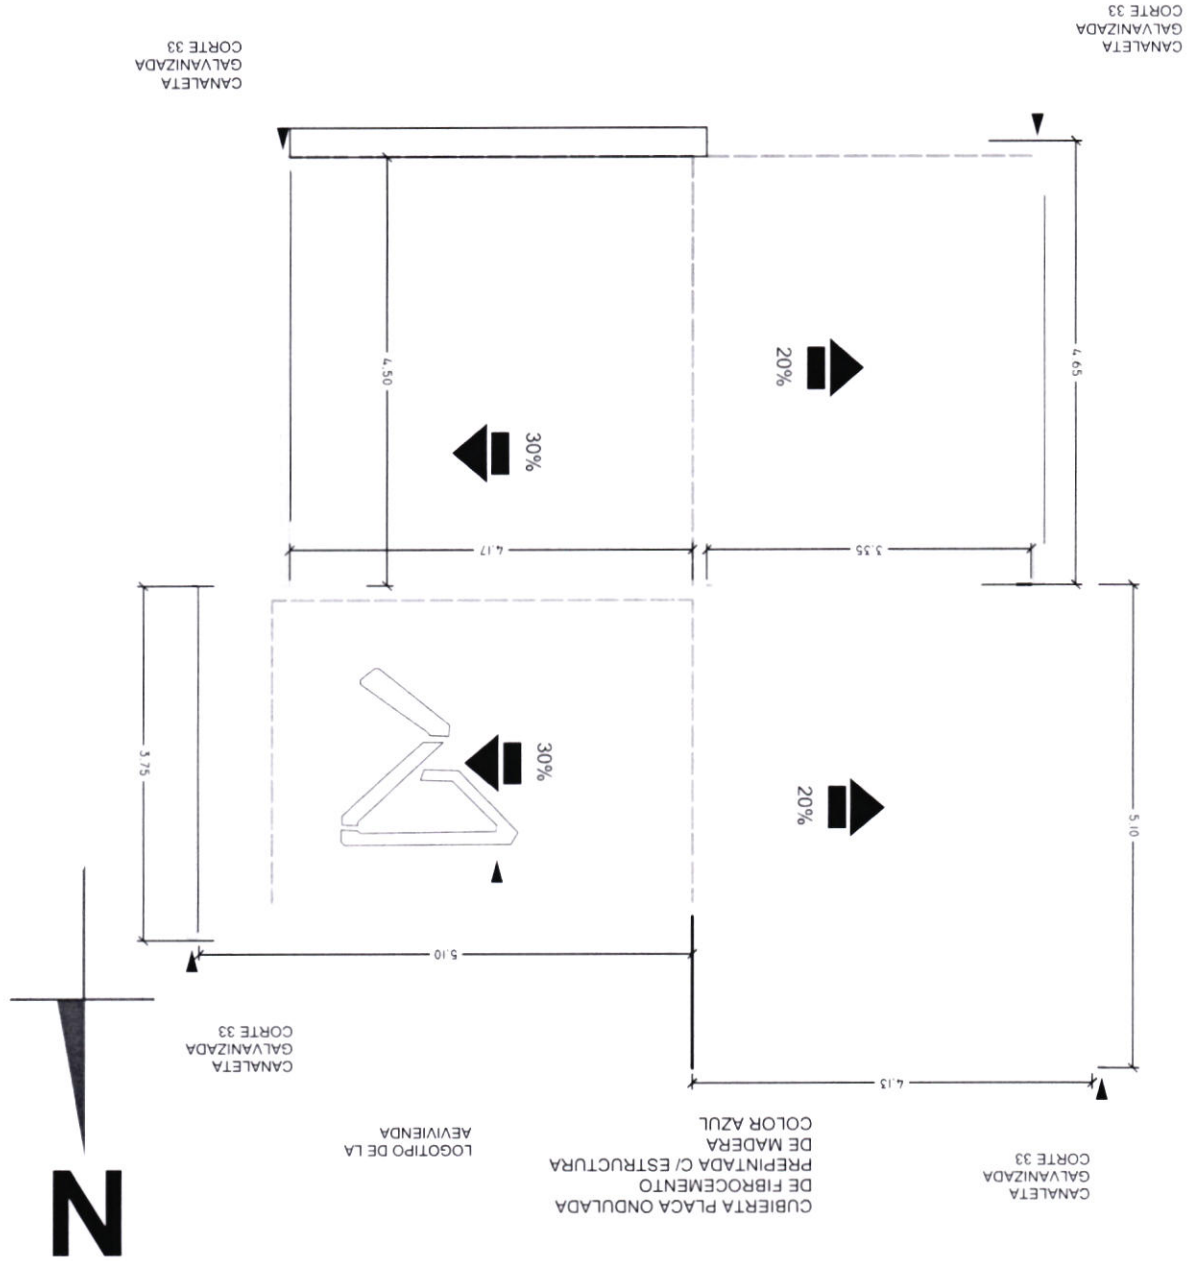 CANALETA
GALVANIZADA
CORTE 33
CUBIERTA PLACA ONDULADA
DE FIBROCEMENTO
PREPINTADA C/ ESTRUCTURA
DE MADERA
COLOR AZUL
LOGOTIPO DE LA
AEVIVIENDA
N
4.13
CANALETA
GALVANIZADA
CORTE 33
5.10
5.10
20%
30%
3.75
3.35
4.17
30%
20%
4.50
4.65
CANALETA
GALVANIZADA
CORTE 33
CANALETA
GALVANIZADA
CORTE 33